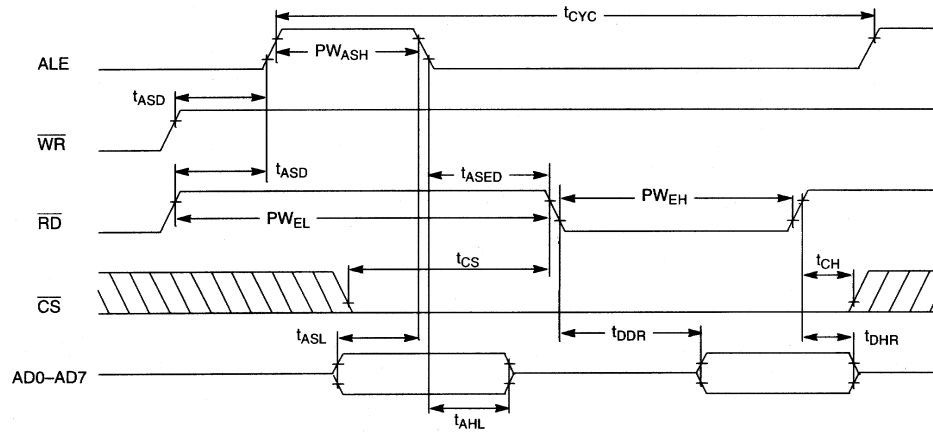 tCYC
ALE
PWASH
tASD
WR
tASD
tASED
RD
PWEL
PWEH
tCS
tCH
CS
tASL
tDDR
tDHR
AD0–AD7
tAHL